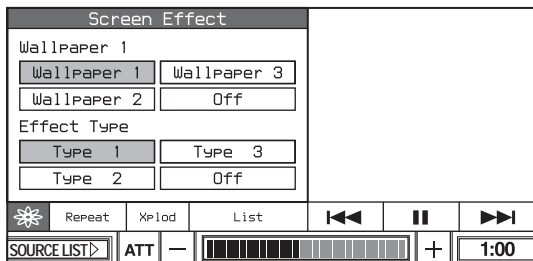 Screen Effect
Wallpaper 1
Wallpaper 1 Wallpaper 3
Wallpaper 2 Off
Effect Type
Type 1 Type 3
Type 2 Off
Repeat Xplod List
SOURCE LIST ATT − + 1:00